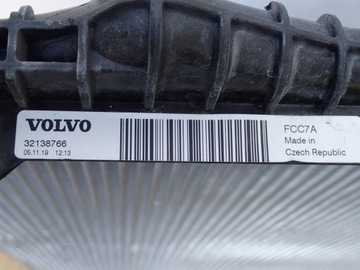 VOLVO
32138766
05.11.19 12:13
FCC7A
Made in
Czech Republic